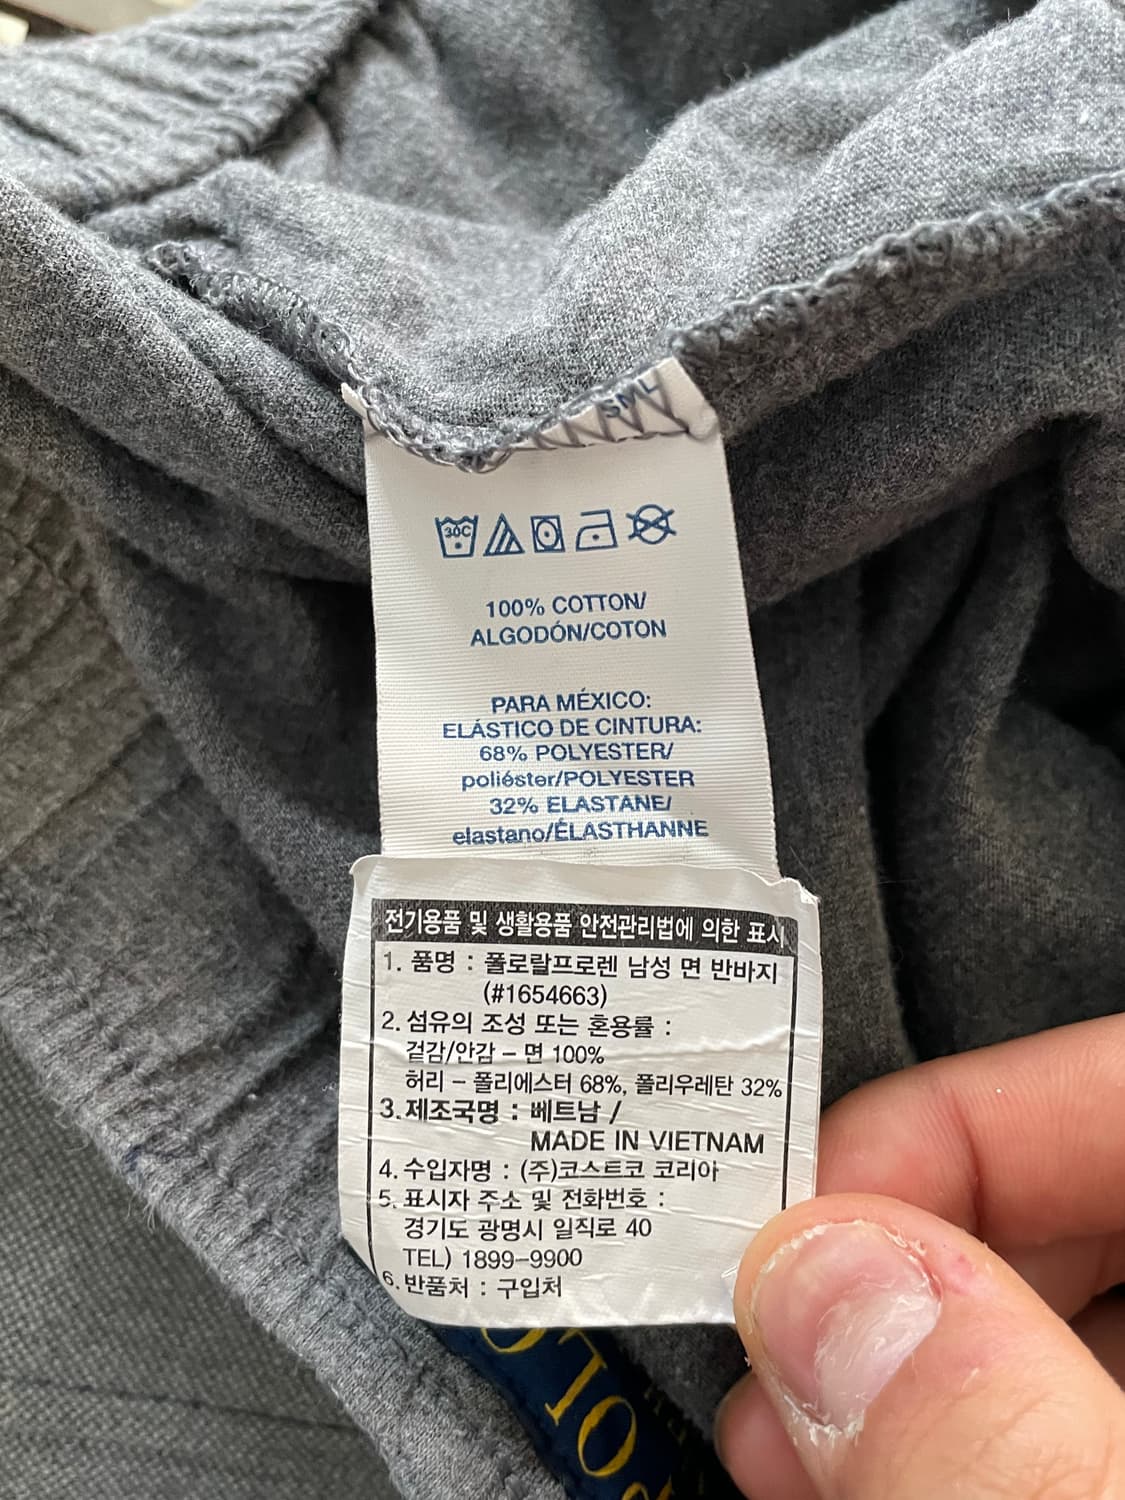 SML
30C
100% COTTON/
ALGODÓN/COTON
PARA MÉXICO:
ELÁSTICO DE CINTURA:
68% POLYESTER/
poliéster/POLYESTER
32% ELASTANE/
elastano/ÉLASTHANNE
전기용품 및 생활용품 안전관리법에 의한 표시
1. 품명 : 폴로랄프로렌 남성 면 반바지
(#1654663)
2. 섬유의 조성 또는 혼용률 :
겉감/안감 – 면 100%
허리 – 폴리에스터 68%, 폴리우레탄 32%
3. 제조국명 : 베트남 /
MADE IN VIETNAM
4. 수입자명 : (주)코스트코 코리아
5. 표시자 주소 및 전화번호 :
경기도 광명시 일직로 40
TEL) 1899-9900
6. 반품처 : 구입처